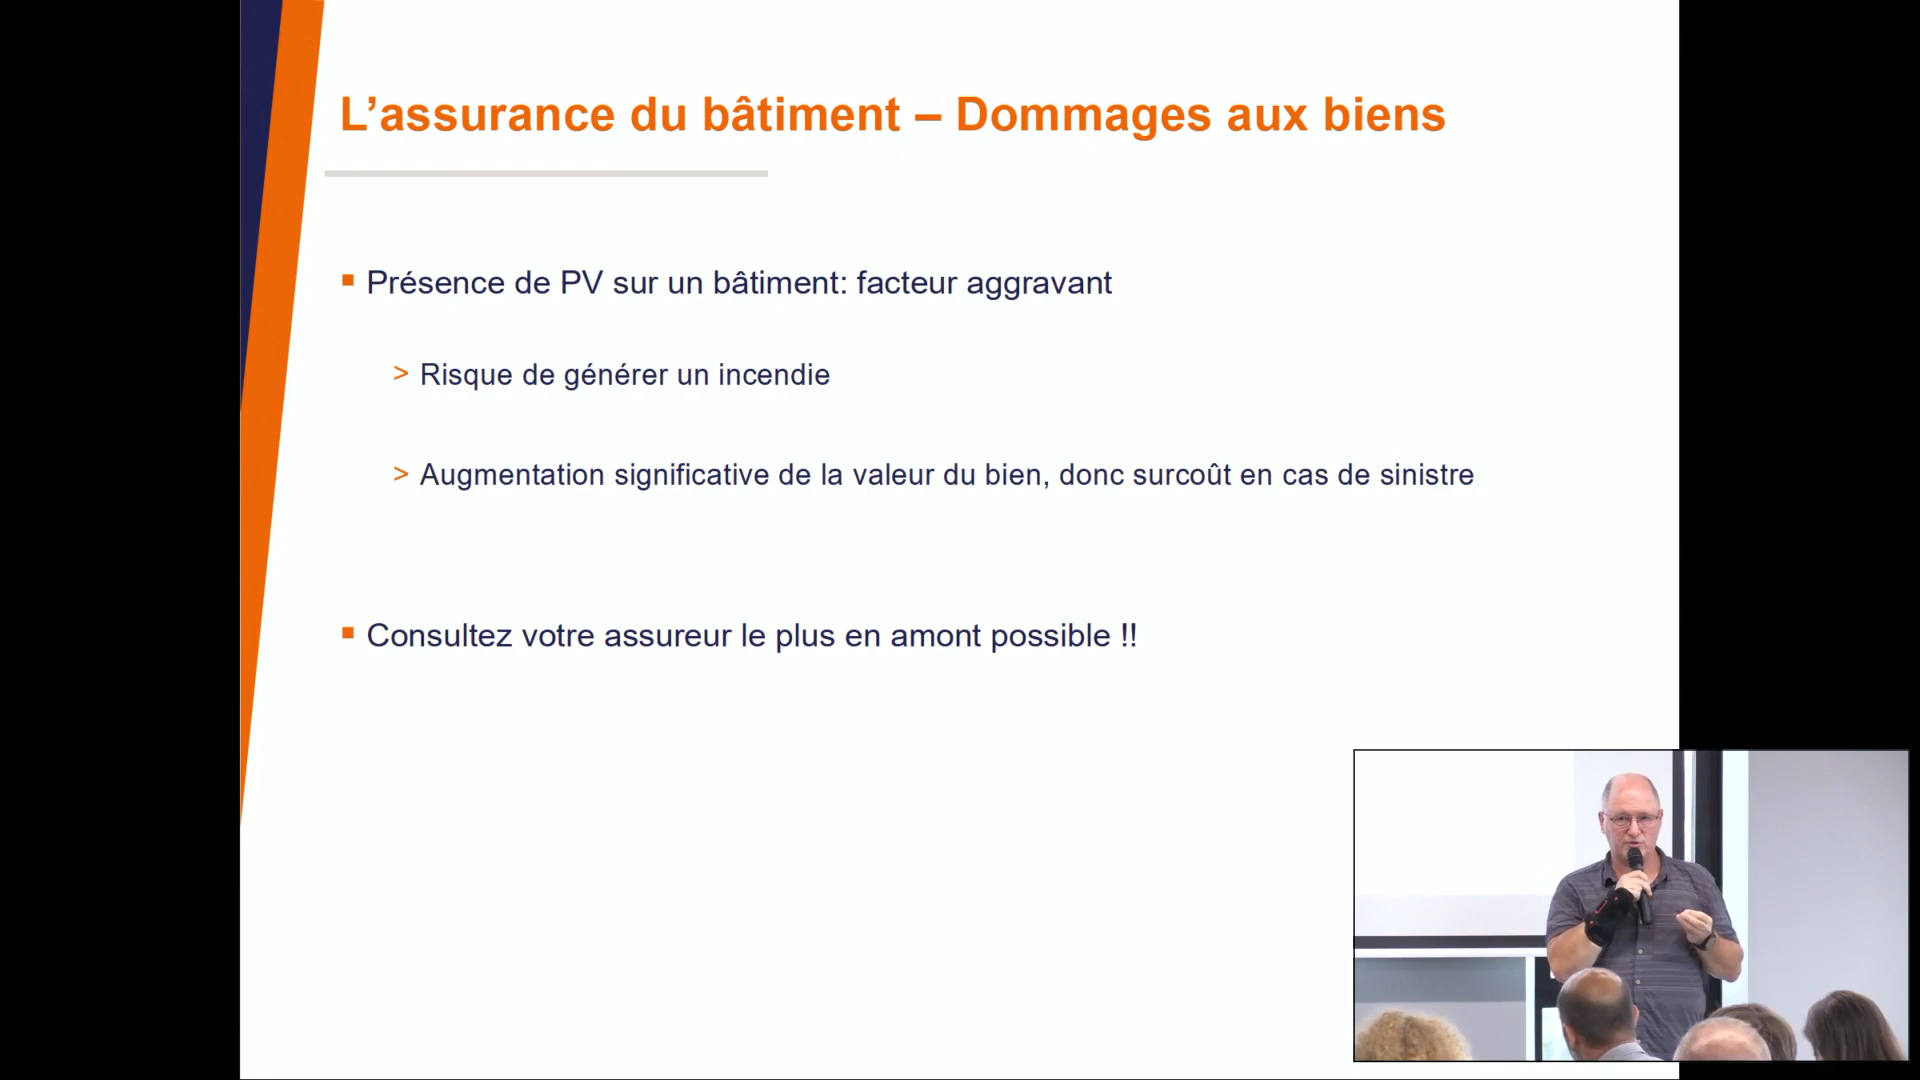 L’assurance du bâtiment – Dommages aux biens
Présence de PV sur un bâtiment: facteur aggravant
> Risque de générer un incendie
> Augmentation significative de la valeur du bien, donc surcoût en cas de sinistre
Consultez votre assureur le plus en amont possible !!